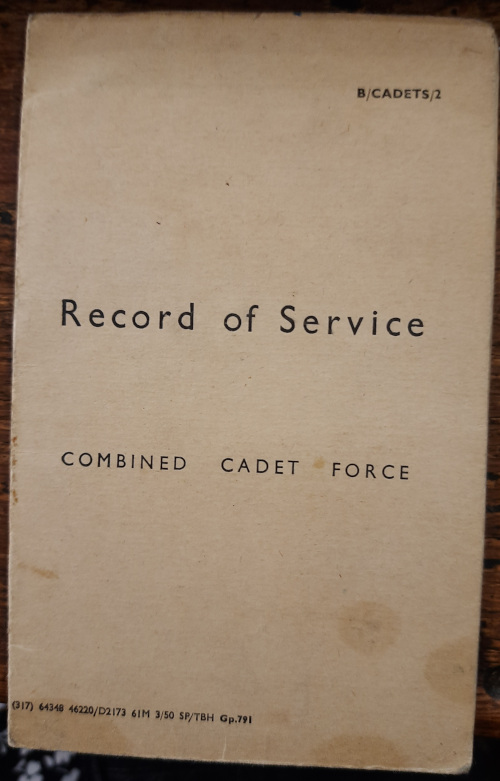 B/CADETS/2
Record of Service
COMBINED CADET FORCE
(317) 64348 46220/D2173 61M 3/50 SP/TBH Gp.791